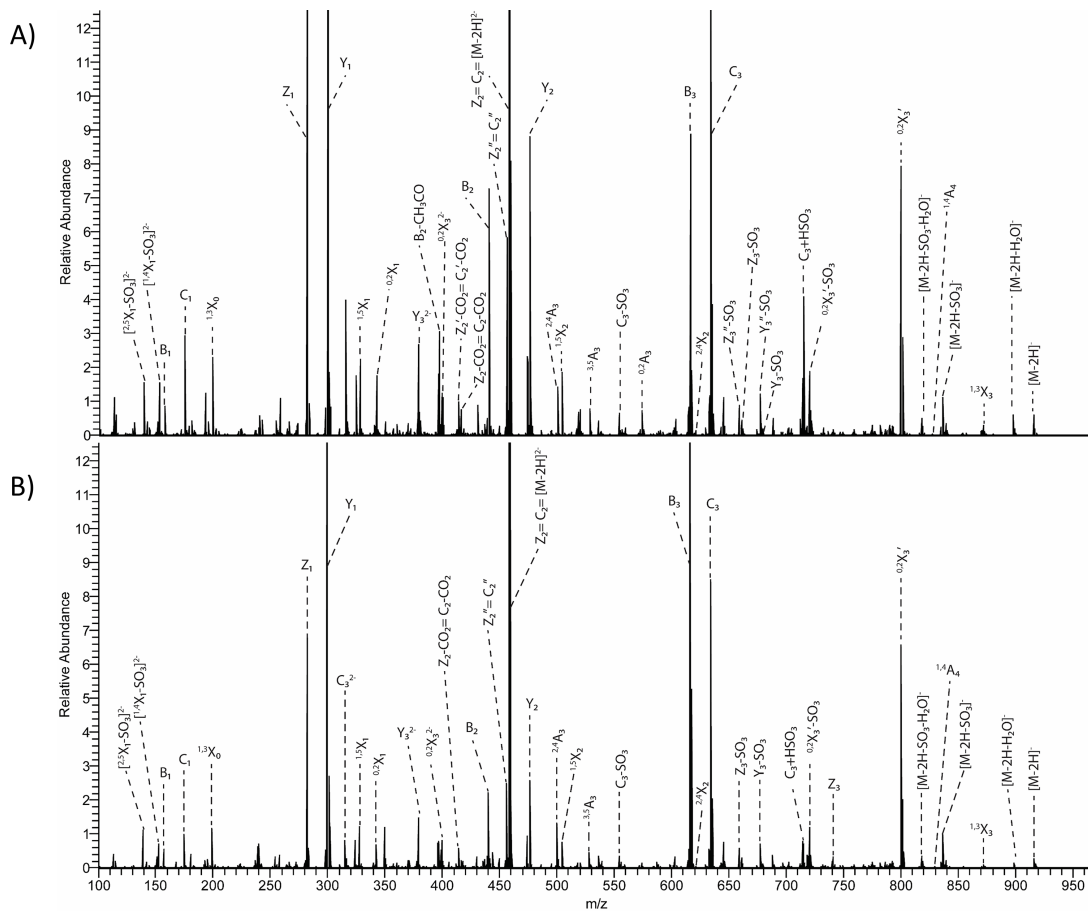 A)
Relative Abundance
12
11
10
9
8
7
6
5
4
3
2
1
0
[²·⁵X₁-SO₃]²⁻
[¹·⁴X₁-SO₃]²⁻
B₁
C₁
¹·³X₀
Z₁
Y₁
¹·⁵X₁
⁰·²X₁
Y₃²⁻
B₂-CH₃CO
⁰·²X₃²⁻
Z₂'-CO₂= C₂'-CO₂
Z₂-CO₂= C₂-CO₂
B₂
Z₂''= C₂''
Z₂= C₂= [M-2H]²⁻
Y₂
²·⁴A₃
¹·⁵X₂
³·⁵A₃
C₃-SO₃
⁰·²A₃
B₃
²·⁴X₂
C₃
Z₃''-SO₃
Z₃-SO₃
Y₃''-SO₃
Y₃-SO₃
C₃+HSO₃
⁰·²X₃'-SO₃
⁰·²X₃'
[M-2H-SO₃-H₂O]⁻
¹·⁴A₄
[M-2H-SO₃]⁻
¹·³X₃
[M-2H-H₂O]⁻
[M-2H]⁻
B)
Relative Abundance
12
11
10
9
8
7
6
5
4
3
2
1
0
[²·⁵X₁-SO₃]²⁻
[¹·⁴X₁-SO₃]²⁻
B₁
C₁
¹·³X₀
Z₁
Y₁
C₃²⁻
¹·⁵X₁
⁰·²X₁
Y₃²⁻
⁰·²X₃²⁻
Z₂-CO₂= C₂-CO₂
B₂
Z₂''= C₂''
Z₂= C₂= [M-2H]²⁻
Y₂
²·⁴A₃
¹·⁵X₂
³·⁵A₃
C₃-SO₃
B₃
²·⁴X₂
C₃
Z₃-SO₃
Y₃-SO₃
C₃+HSO₃
⁰·²X₃'-SO₃
Z₃
⁰·²X₃'
[M-2H-SO₃-H₂O]⁻
¹·⁴A₄
[M-2H-SO₃]⁻
¹·³X₃
[M-2H-H₂O]⁻
[M-2H]⁻
100 150 200 250 300 350 400 450 500 550 600 650 700 750 800 850 900 950
m/z